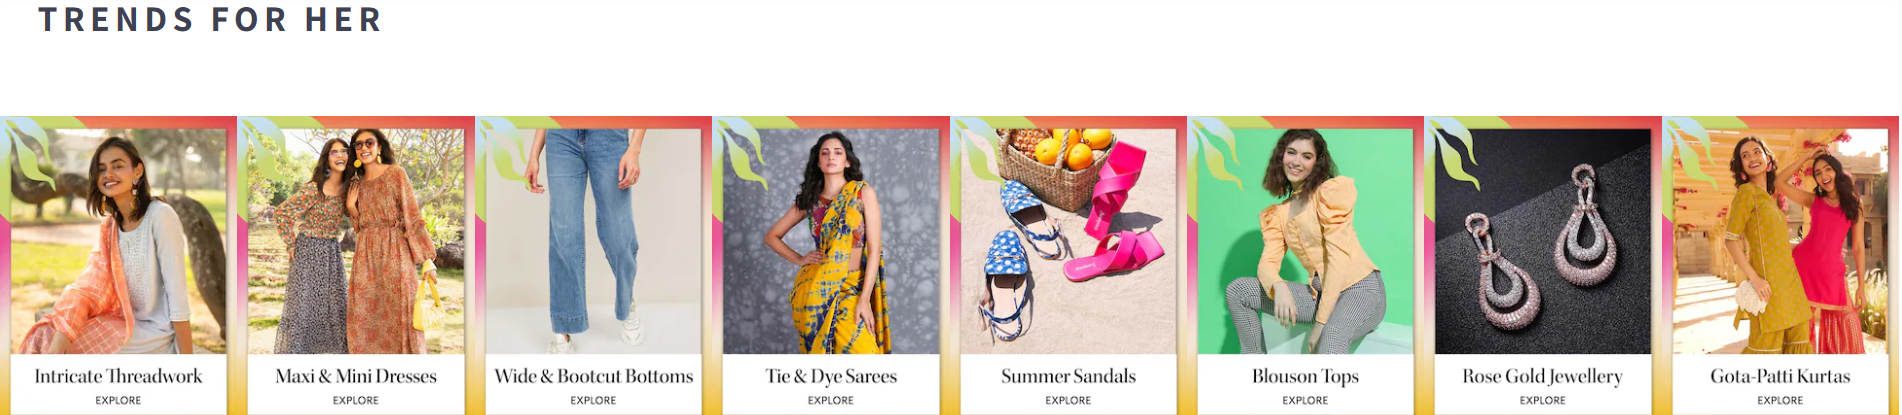 TRENDS FOR HER
Intricate Threadwork
EXPLORE
Maxi & Mini Dresses
EXPLORE
Wide & Bootcut Bottoms
EXPLORE
Tie & Dye Sarees
EXPLORE
Summer Sandals
EXPLORE
Blouson Tops
EXPLORE
Rose Gold Jewellery
EXPLORE
Gota-Patti Kurtas
EXPLORE